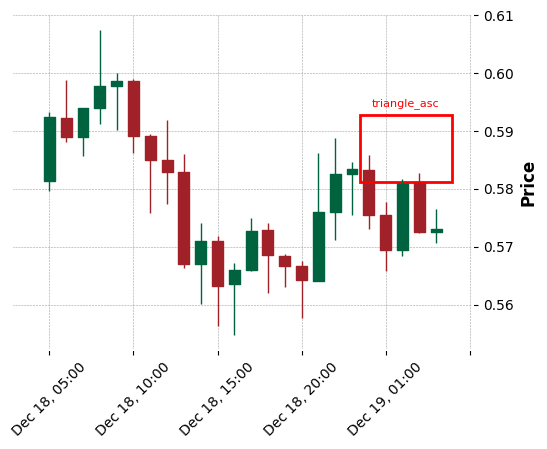 0.61
0.60
triangle_asc
0.59
0.58
0.57
0.56
Price
Dec 18, 05:00
Dec 18, 10:00
Dec 18, 15:00
Dec 18, 20:00
Dec 19, 01:00